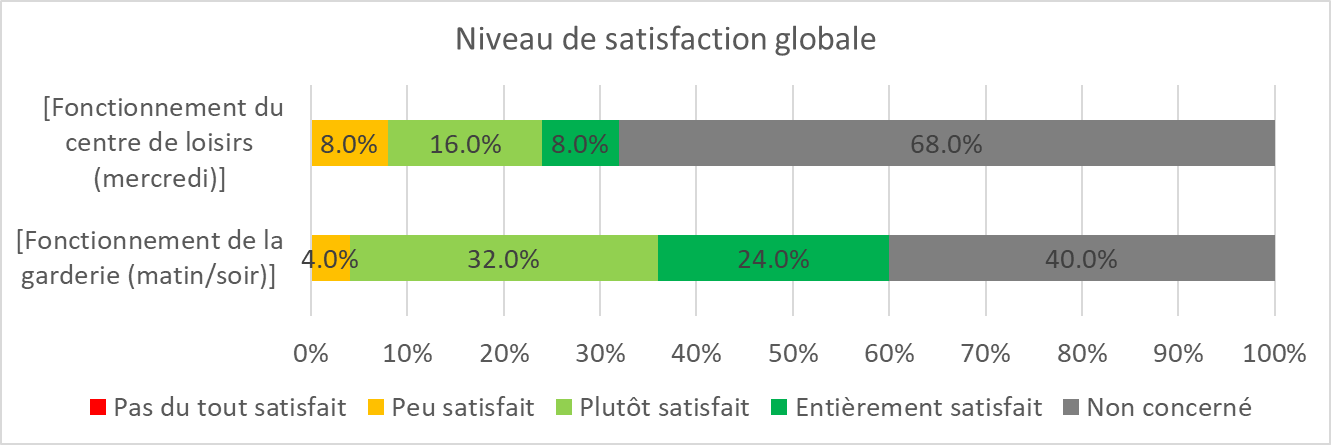 Niveau de satisfaction globale
[Fonctionnement du
centre de loisirs
(mercredi)]
8.0% 16.0% 8.0% 68.0%
[Fonctionnement de la
garderie (matin/soir)]
4.0% 32.0% 24.0% 40.0%
0% 10% 20% 30% 40% 50% 60% 70% 80% 90% 100%
Pas du tout satisfait Peu satisfait Plutôt satisfait Entièrement satisfait Non concerné